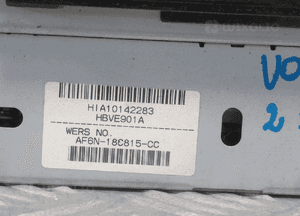 HIA10142283
HBVE901A
WERS NO.
AF6N-18C815-CC
VO
2